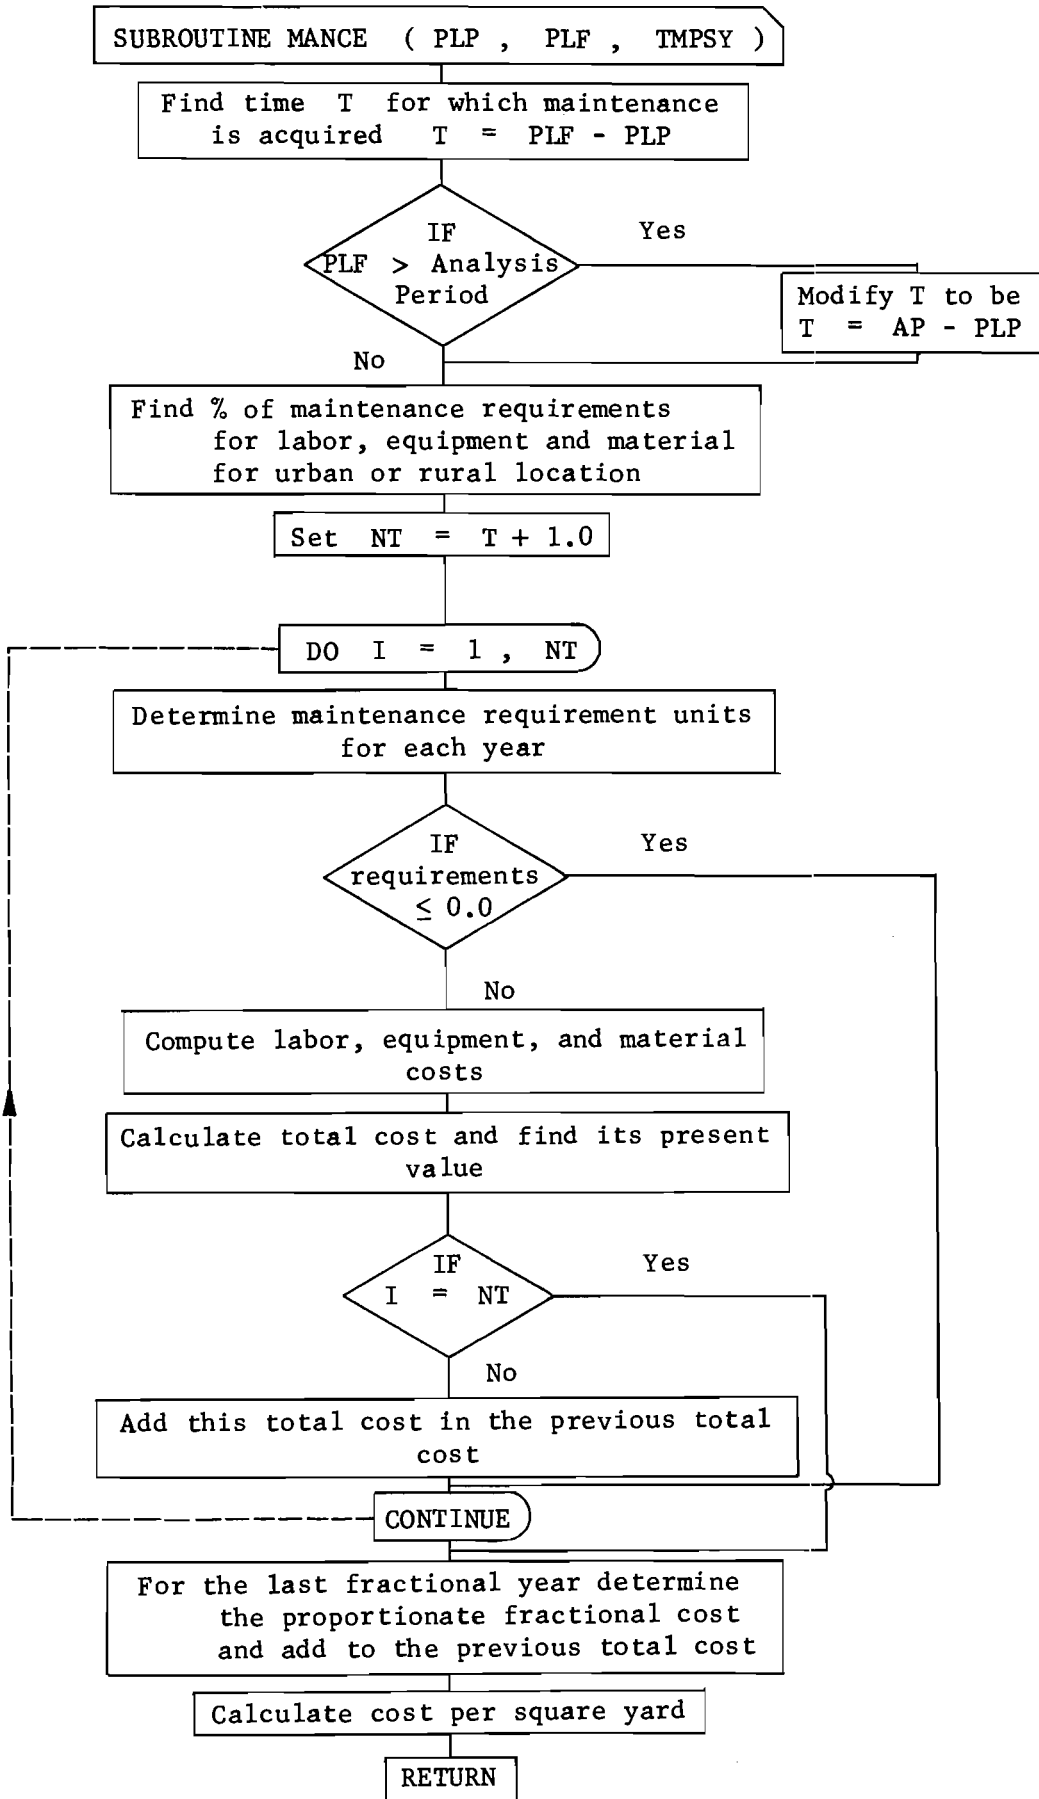 SUBROUTINE MANCE ( PLP , PLF , TMPSY )
Find time T for which maintenance
is acquired T = PLF - PLP
IF
PLF > Analysis
Period
Yes
Modify T to be
T = AP - PLP
No
Find % of maintenance requirements
for labor, equipment and material
for urban or rural location
Set NT = T + 1.0
DO I = 1 , NT
Determine maintenance requirement units
for each year
IF
requirements
≤ 0.0
Yes
No
Compute labor, equipment, and material
costs
Calculate total cost and find its present
value
IF
I = NT
Yes
No
Add this total cost in the previous total
cost
CONTINUE
For the last fractional year determine
the proportionate fractional cost
and add to the previous total cost
Calculate cost per square yard
RETURN